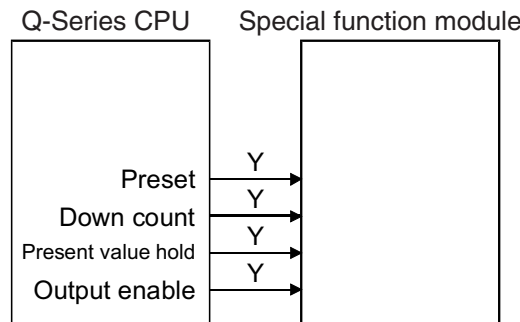 Q-Series CPU Special function module
Y
Preset
Y
Down count
Y
Present value hold
Y
Output enable